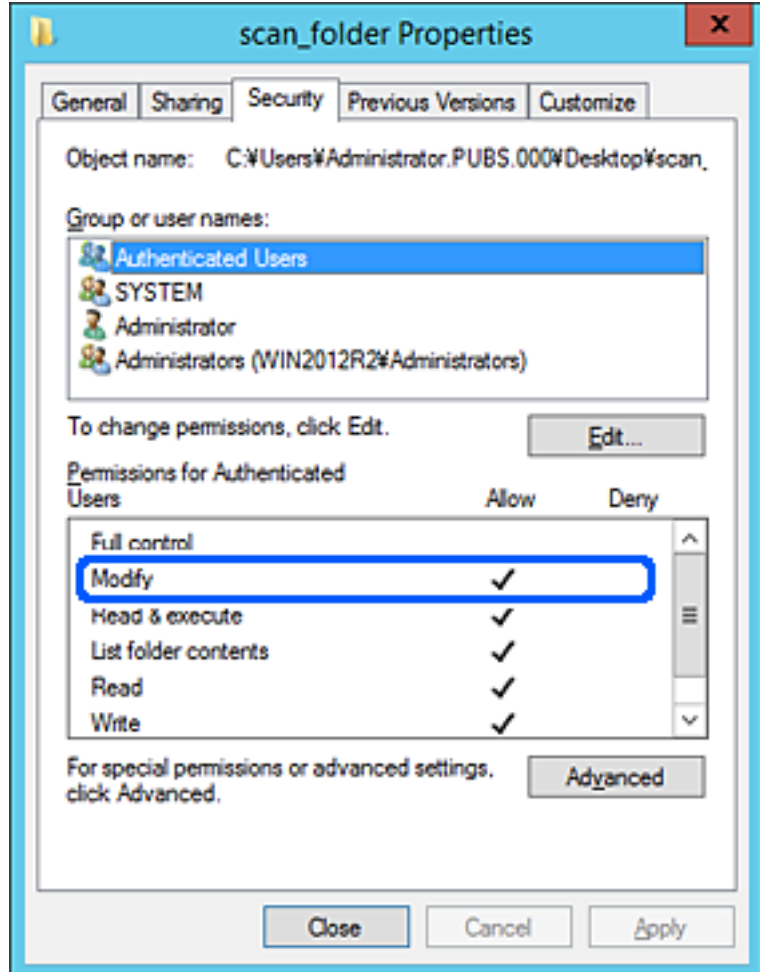 scan_folder Properties
x
General Sharing Security Previous Versions Customize
Object name: C:¥Users¥Administrator.PUBS.000¥Desktop¥scan_
Group or user names:
Authenticated Users
SYSTEM
Administrator
Administrators (WIN2012R2¥Administrators)
To change permissions, click Edit.
Edit...
Permissions for Authenticated
Users Allow Deny
Full control
Modify
Read & execute
List folder contents
Read
Write
For special permissions or advanced settings,
click Advanced.
Advanced
Close Cancel Apply